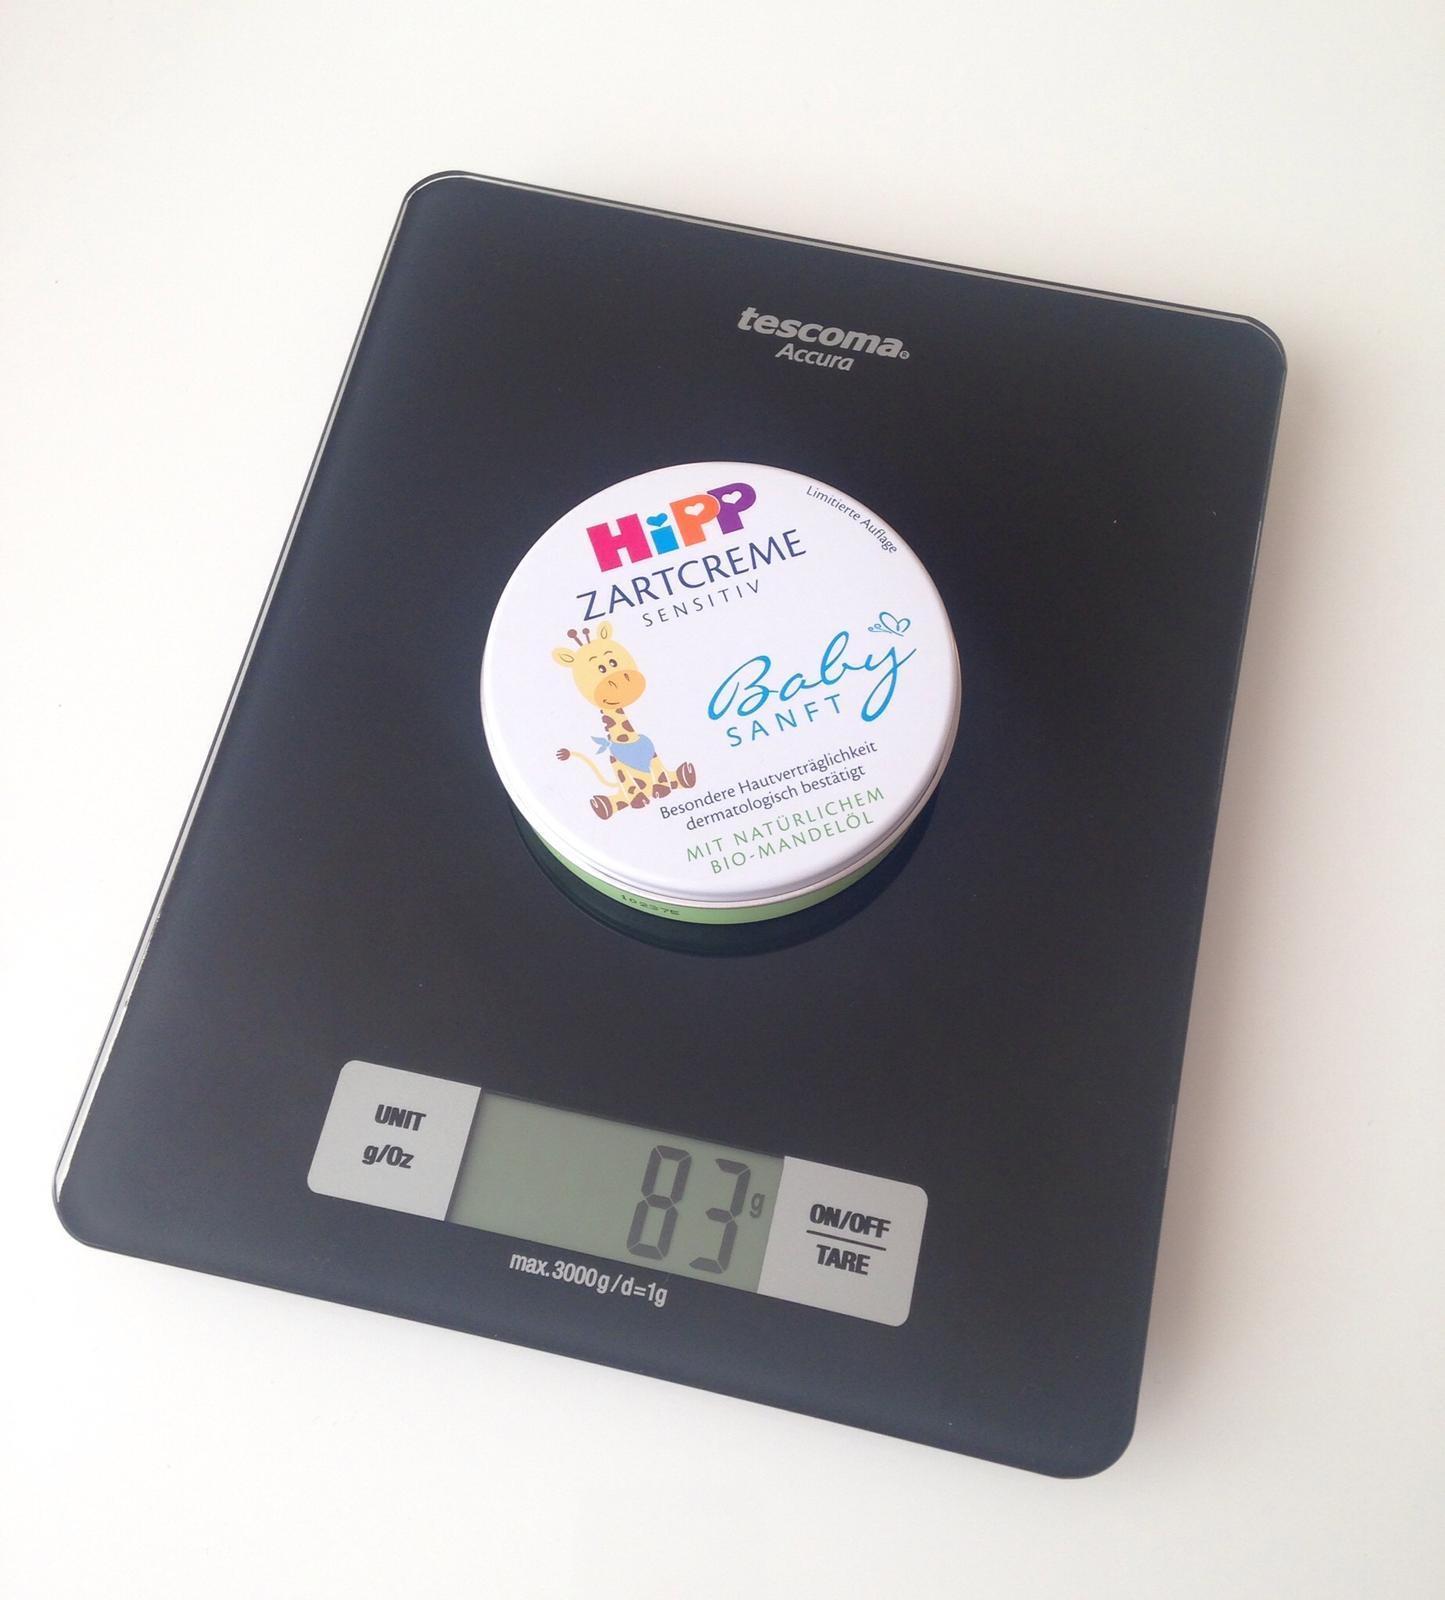 tescoma®
Accura
HiPP
Limitierte Auflage
ZARTCREME
SENSITIV
Baby
SANFT
Besondere Hautverträglichkeit
dermatologisch bestätigt
MIT NATÜRLICHEM
BIO-MANDELÖL
UNIT
g/Oz
83 g
ON/OFF
TARE
max. 3000g/d=1g